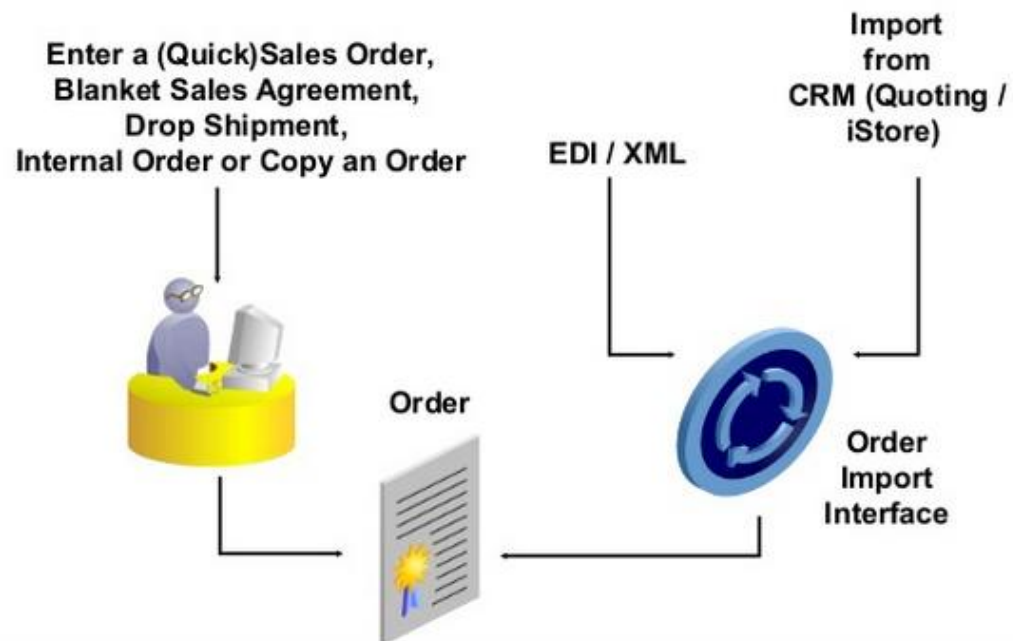 Enter a (Quick)Sales Order,
Blanket Sales Agreement,
Drop Shipment,
Internal Order or Copy an Order
EDI / XML
Import
from
CRM (Quoting /
iStore)
Order
Order
Import
Interface